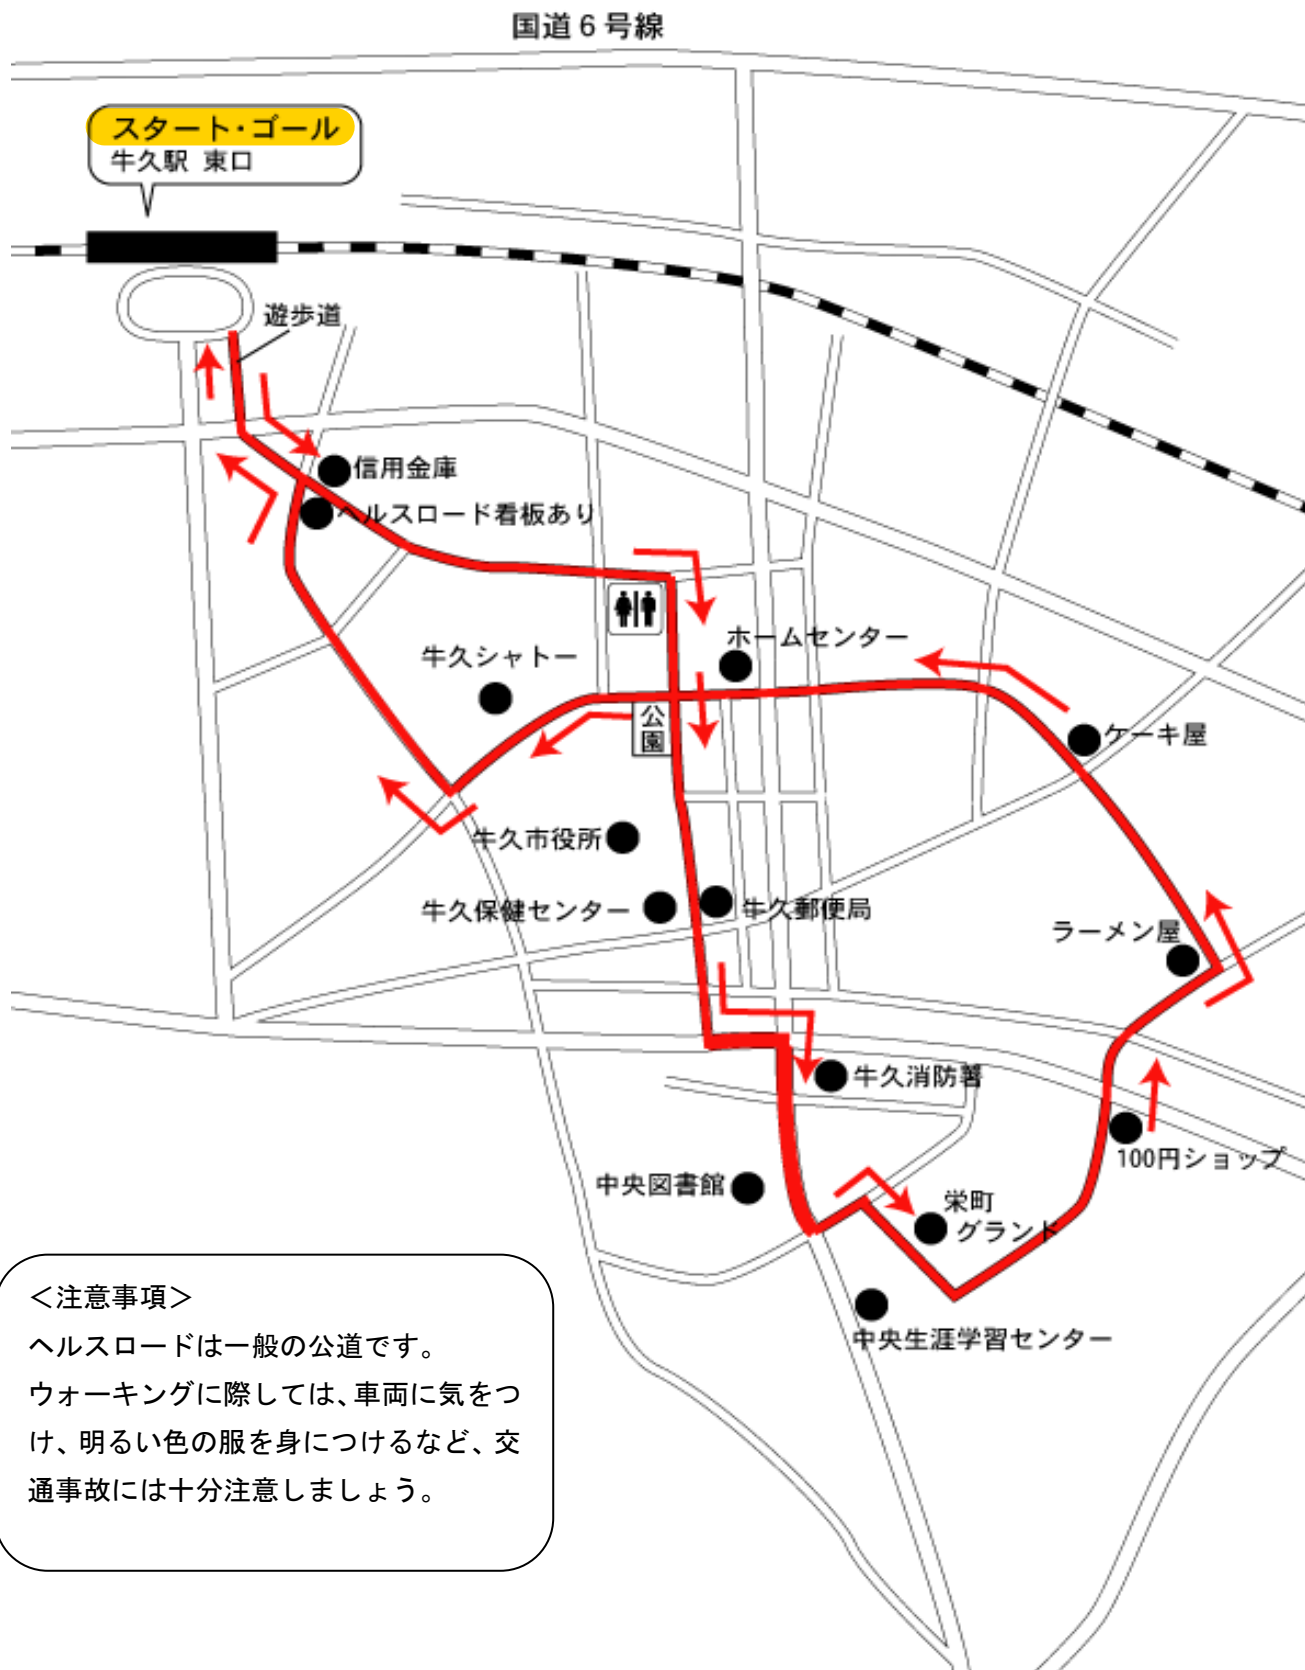 国道6号線
スタート・ゴール
牛久駅 東口
遊歩道
信用金庫
ヘルスロード看板あり
ホームセンター
牛久シャトー
公園
ケーキ屋
牛久市役所
牛久保健センター
牛久郵便局
ラーメン屋
牛久消防署
100円ショップ
中央図書館
栄町
グランド
中央生涯学習センター
＜注意事項＞
ヘルスロードは一般の公道です。
ウォーキングに際しては、車両に気をつ
け、明るい色の服を身につけるなど、交
通事故には十分注意しましょう。